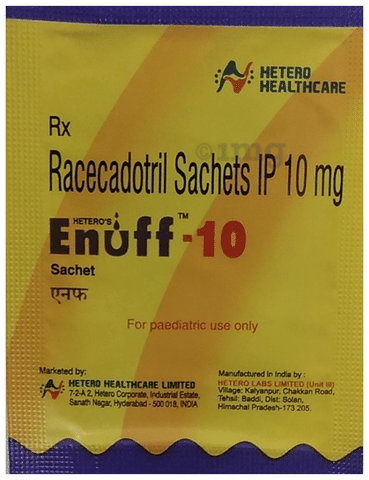 HETERO
HEALTHCARE
Rx
©1mg
Racecadotril Sachets IP 10 mg
HETERO'S
Enuff™-10
Sachet
एनफ
For paediatric use only
Marketed by:
HETERO HEALTHCARE LIMITED
7-2-A 2, Hetero Corporate, Industrial Estate,
Sanath Nagar, Hyderabad - 500 018, INDIA
Manufactured in India by :
HETERO LABS LIMITED (Unit III)
Village: Kalyanpur, Chakkan Road,
Tehsil: Baddi, Dist: Solan,
Himachal Pradesh-173 205.